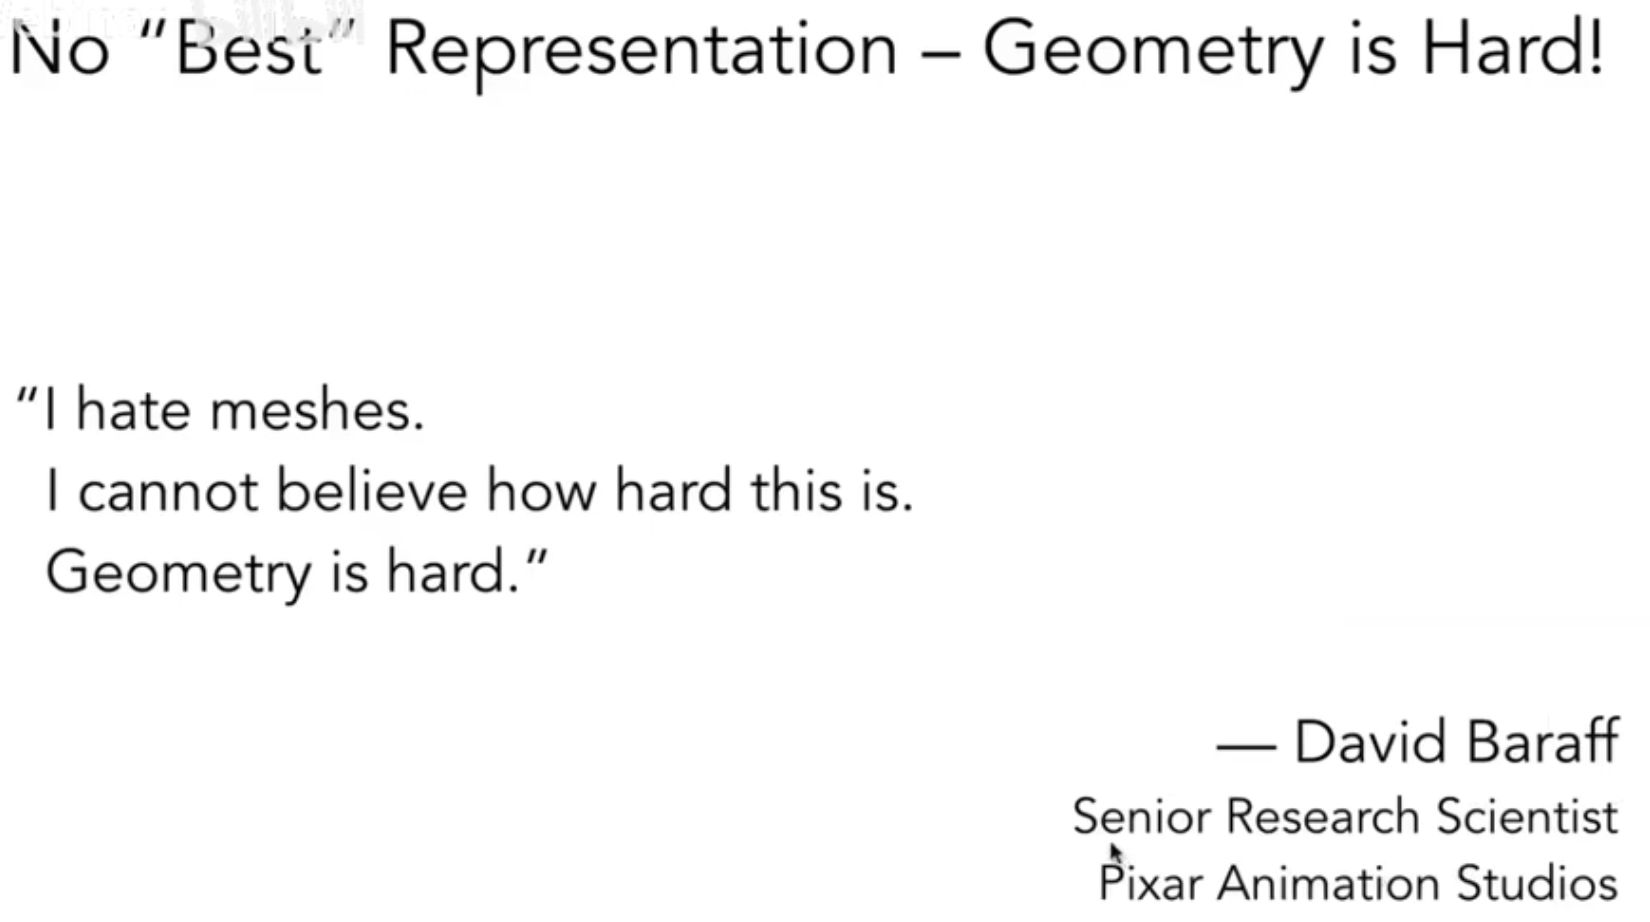 No “Best” Representation – Geometry is Hard!
“I hate meshes.
I cannot believe how hard this is.
Geometry is hard.”
— David Baraff
Senior Research Scientist
Pixar Animation Studios